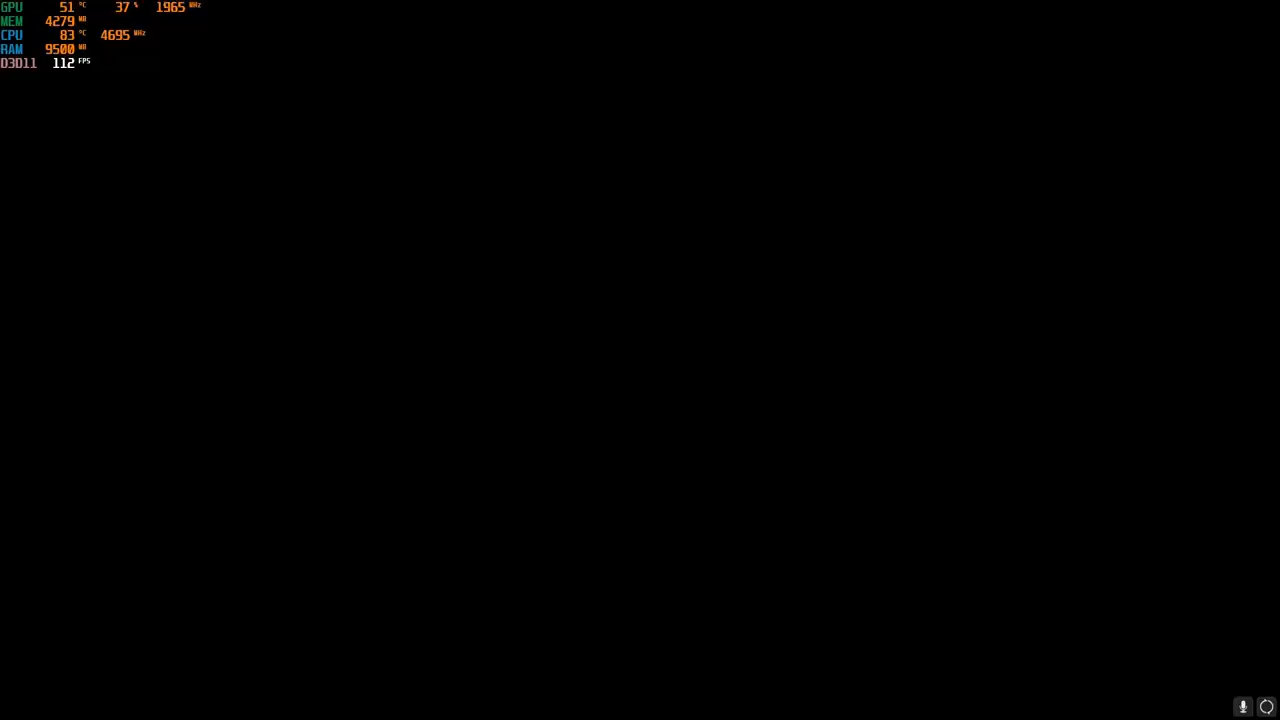 GPU 51 °C 37 % 1965 MHz
MEM 4279 MB
CPU 83 °C 4695 MHz
RAM 9500 MB
D3D11 112 FPS